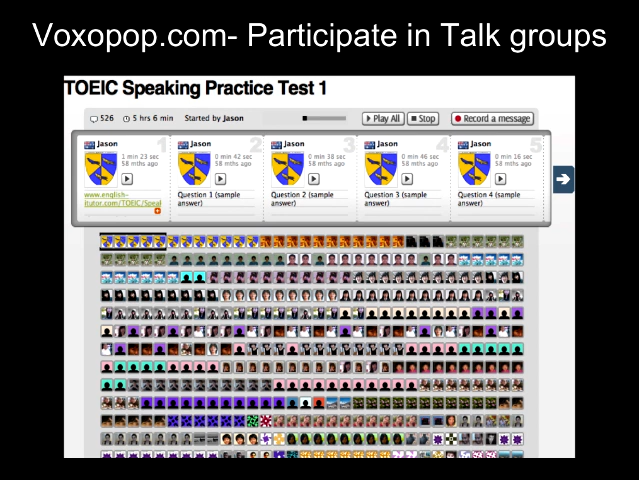 Voxopop.com- Participate in Talk groups
TOEIC Speaking Practice Test 1
526 5 hrs 6 min Started by Jason Play All Stop Record a message
Jason 1
1 min 23 sec
58 mths ago
www.english-
itutor.com/TOEIC/Speal
Jason 2
0 min 42 sec
58 mths ago
Question 1 (sample
answer)
Jason 3
0 min 38 sec
58 mths ago
Question 2 (sample
answer)
Jason 4
0 min 46 sec
58 mths ago
Question 3 (sample
answer)
Jason 5
0 min 16 sec
58 mths ago
Question 4 (sample
answer)